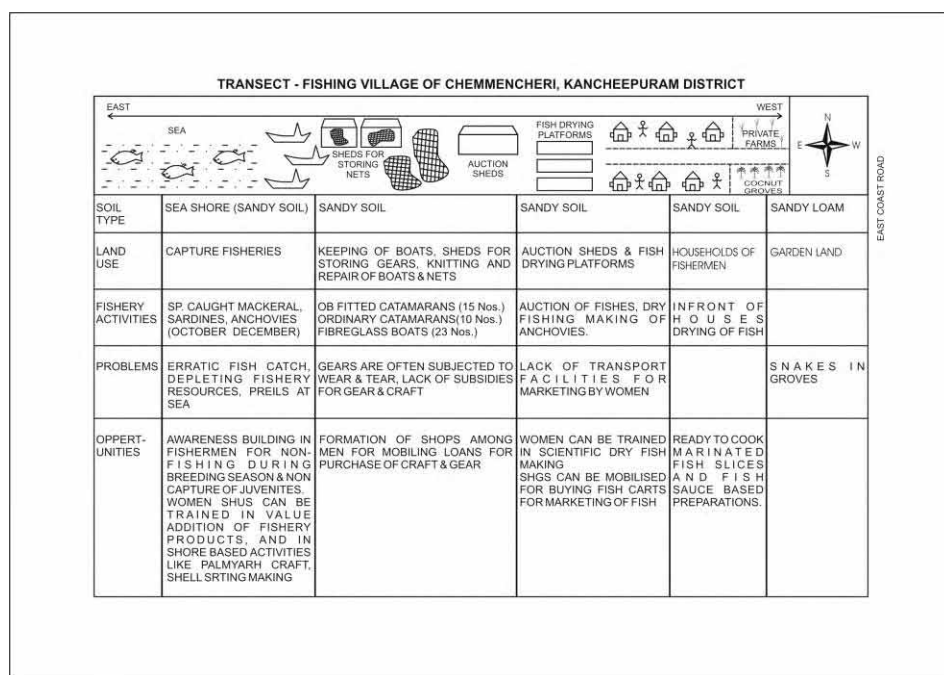 TRANSECT - FISHING VILLAGE OF CHEMMENCHERI, KANCHEEPURAM DISTRICT
EAST
WEST
SEA
SHEDS FOR
STORING
NETS
AUCTION
SHEDS
FISH DRYING
PLATFORMS
PRIVATE
FARMS
COCNUT
GROVES
N
E
W
S
EAST COAST ROAD
SOIL
TYPE
SEA SHORE (SANDY SOIL)
SANDY SOIL
SANDY SOIL
SANDY SOIL
SANDY LOAM
LAND
USE
CAPTURE FISHERIES
KEEPING OF BOATS, SHEDS FOR
STORING GEARS, KNITTING AND
REPAIR OF BOATS & NETS
AUCTION SHEDS & FISH
DRYING PLATFORMS
HOUSEHOLDS OF
FISHERMEN
GARDEN LAND
FISHERY
ACTIVITIES
SP. CAUGHT MACKERAL,
SARDINES, ANCHOVIES
(OCTOBER DECEMBER)
OB FITTED CATAMARANS (15 Nos.)
ORDINARY CATAMARANS(10 Nos.)
FIBREGLASS BOATS (23 Nos.)
AUCTION OF FISHES, DRY
FISHING MAKING OF
ANCHOVIES.
INFRONT OF
HOUSES
DRYING OF FISH
PROBLEMS
ERRATIC FISH CATCH,
DEPLETING FISHERY
RESOURCES, PREILS AT
SEA
GEARS ARE OFTEN SUBJECTED TO
WEAR & TEAR, LACK OF SUBSIDIES
FOR GEAR & CRAFT
LACK OF TRANSPORT
FACILITIES FOR
MARKETING BY WOMEN
SNAKES IN
GROVES
OPPERT-
UNITIES
AWARENESS BUILDING IN
FISHERMEN FOR NON-
FISHING DURING
BREEDING SEASON & NON
CAPTURE OF JUVENITES.
WOMEN SHUS CAN BE
TRAINED IN VALUE
ADDITION OF FISHERY
PRODUCTS, AND IN
SHORE BASED ACTIVITIES
LIKE PALMYARH CRAFT,
SHELL SRTING MAKING
FORMATION OF SHOPS AMONG
MEN FOR MOBILING LOANS FOR
PURCHASE OF CRAFT & GEAR
WOMEN CAN BE TRAINED
IN SCIENTIFIC DRY FISH
MAKING
SHGS CAN BE MOBILISED
FOR BUYING FISH CARTS
FOR MARKETING OF FISH
READY TO COOK
MARINATED
FISH SLICES
AND FISH
SAUCE BASED
PREPARATIONS.